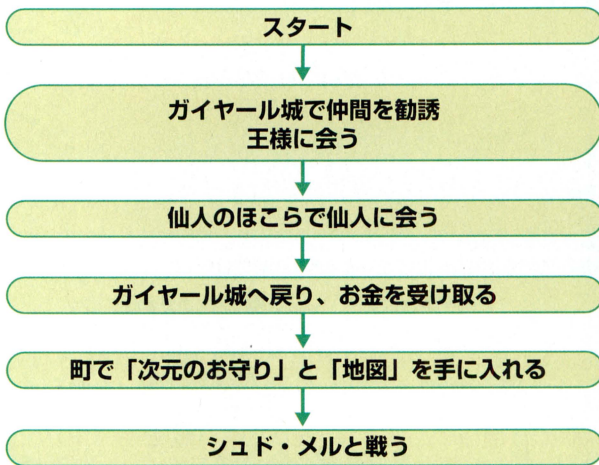 スタート
ガイヤール城で仲間を勧誘
王様に会う
仙人のほこらで仙人に会う
ガイヤール城へ戻り、お金を受け取る
町で「次元のお守り」と「地図」を手に入れる
シュド・メルと戦う